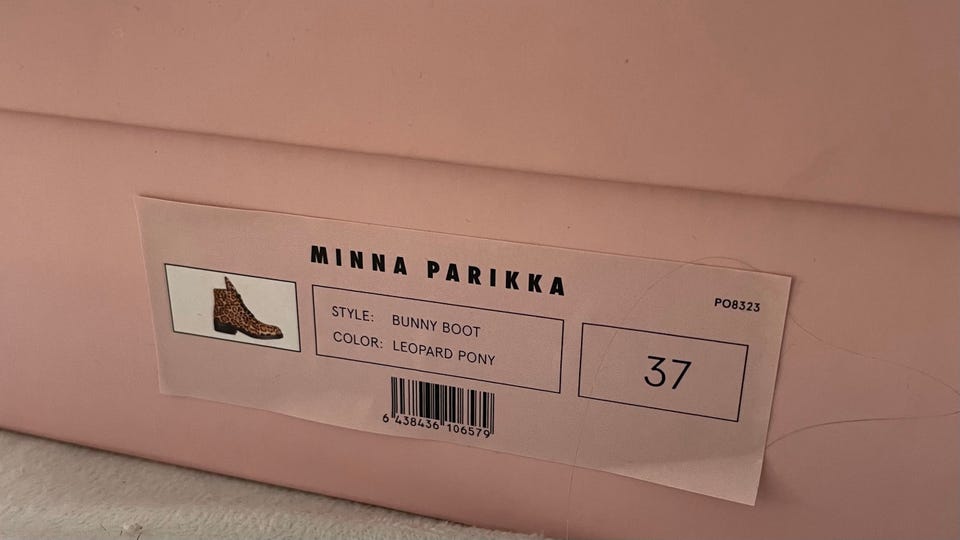 MINNA PARIKKA
PO8323
STYLE: BUNNY BOOT
COLOR: LEOPARD PONY
37
6 438436 106579